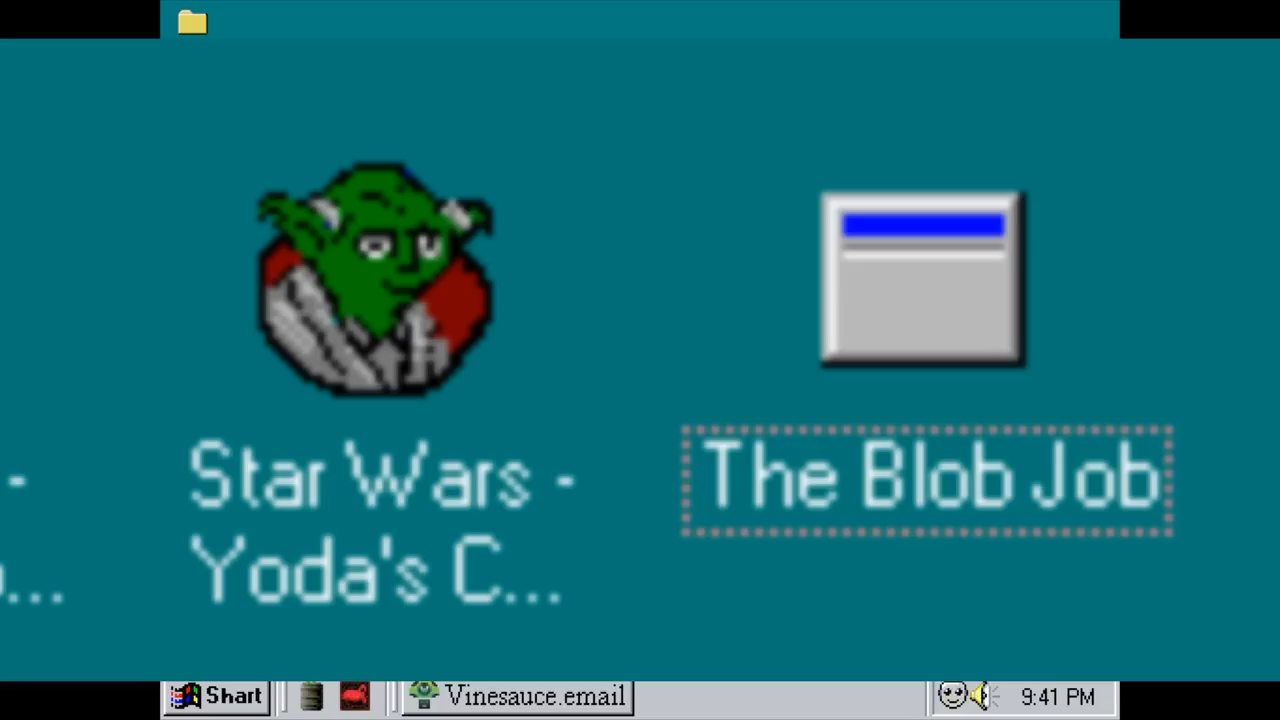 Star Wars -
Yoda's C...
The Blob Job
-
...
Shart
Vinesauce.email
9:41 PM